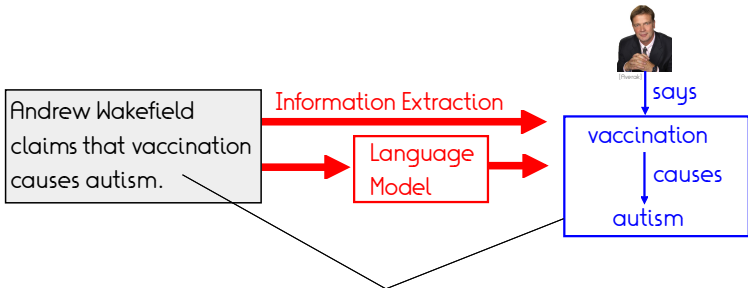 Andrew Wakefield
claims that vaccination
causes autism.
Information Extraction
Language
Model
says
vaccination
causes
autism